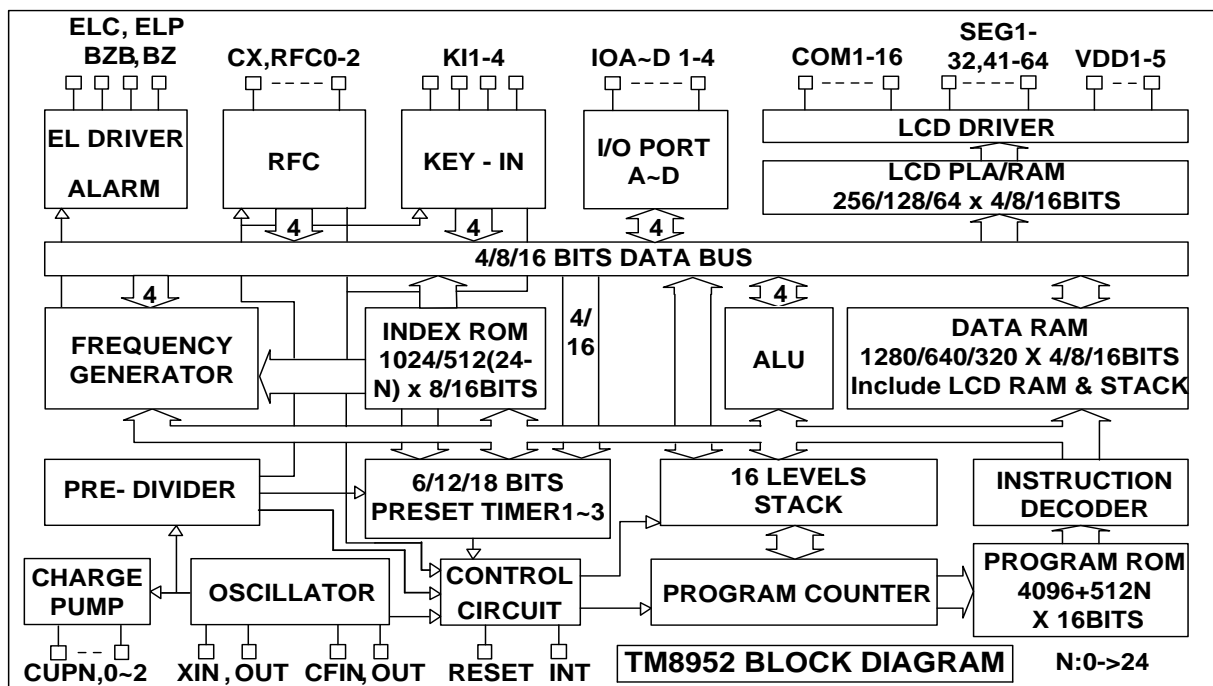 ELC, ELP
BZB, BZ
CX,RFC0-2
KI1-4
IOA~D 1-4
COM1-16
SEG1-
32,41-64
VDD1-5
EL DRIVER
ALARM
RFC
KEY - IN
I/O PORT
A~D
LCD DRIVER
LCD PLA/RAM
256/128/64 x 4/8/16BITS
4
4
4
4/8/16 BITS DATA BUS
4
4/
16
4
FREQUENCY
GENERATOR
INDEX ROM
1024/512(24-
N) x 8/16BITS
ALU
DATA RAM
1280/640/320 X 4/8/16BITS
Include LCD RAM & STACK
PRE- DIVIDER
6/12/18 BITS
PRESET TIMER1~3
16 LEVELS
STACK
INSTRUCTION
DECODER
CHARGE
PUMP
OSCILLATOR
CONTROL
CIRCUIT
PROGRAM COUNTER
PROGRAM ROM
4096+512N
X 16BITS
CUPN,0~2
XIN , OUT
CFIN, OUT
RESET
INT
TM8952 BLOCK DIAGRAM
N:0->24